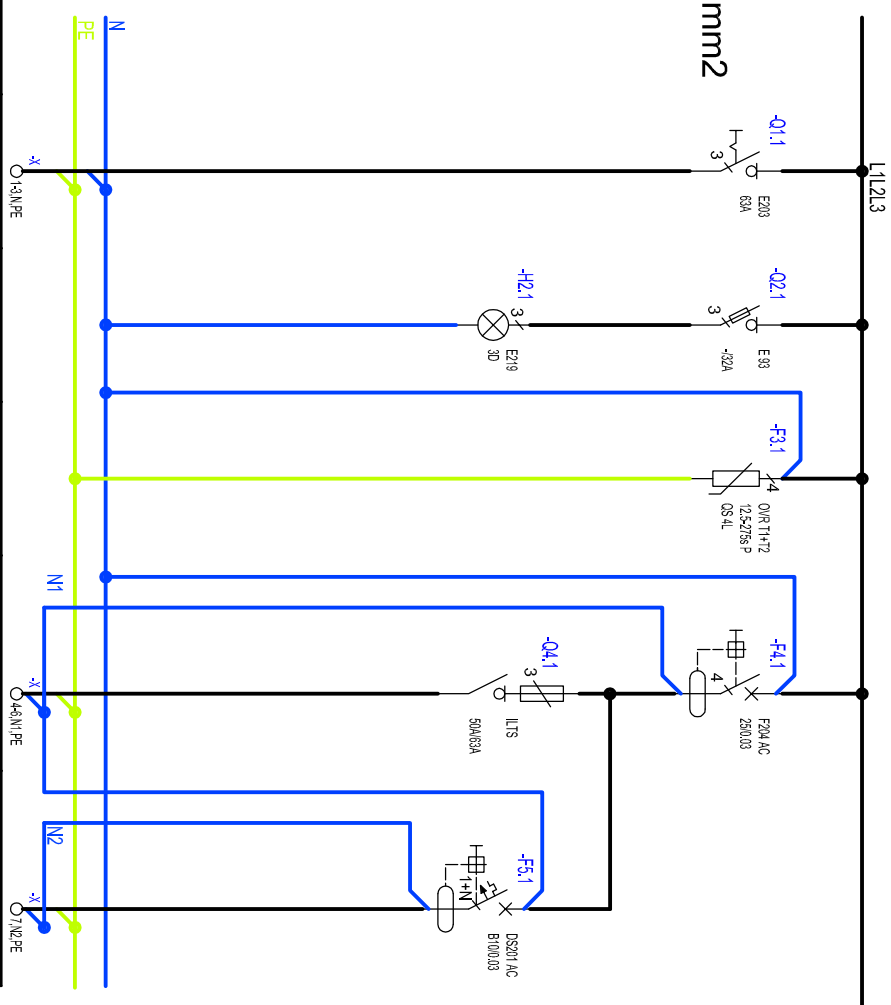 mm2
L1L2L3
N
PE
-Q1.1
3
E203
63A
-X
1-3,N,PE
-Q2.1
3
E 93
-/32A
-H2.1
3
E219
3D
-F3.1
4
OVR T1+T2
12.5-275s P
QS 4L
-F4.1
4
F204 AC
25/0.03
-Q4.1
3
ILTS
50A/63A
N1
-X
4-6,N1,PE
-F5.1
1+N
DS201 AC
B10/0.03
N2
-X
7,N2,PE